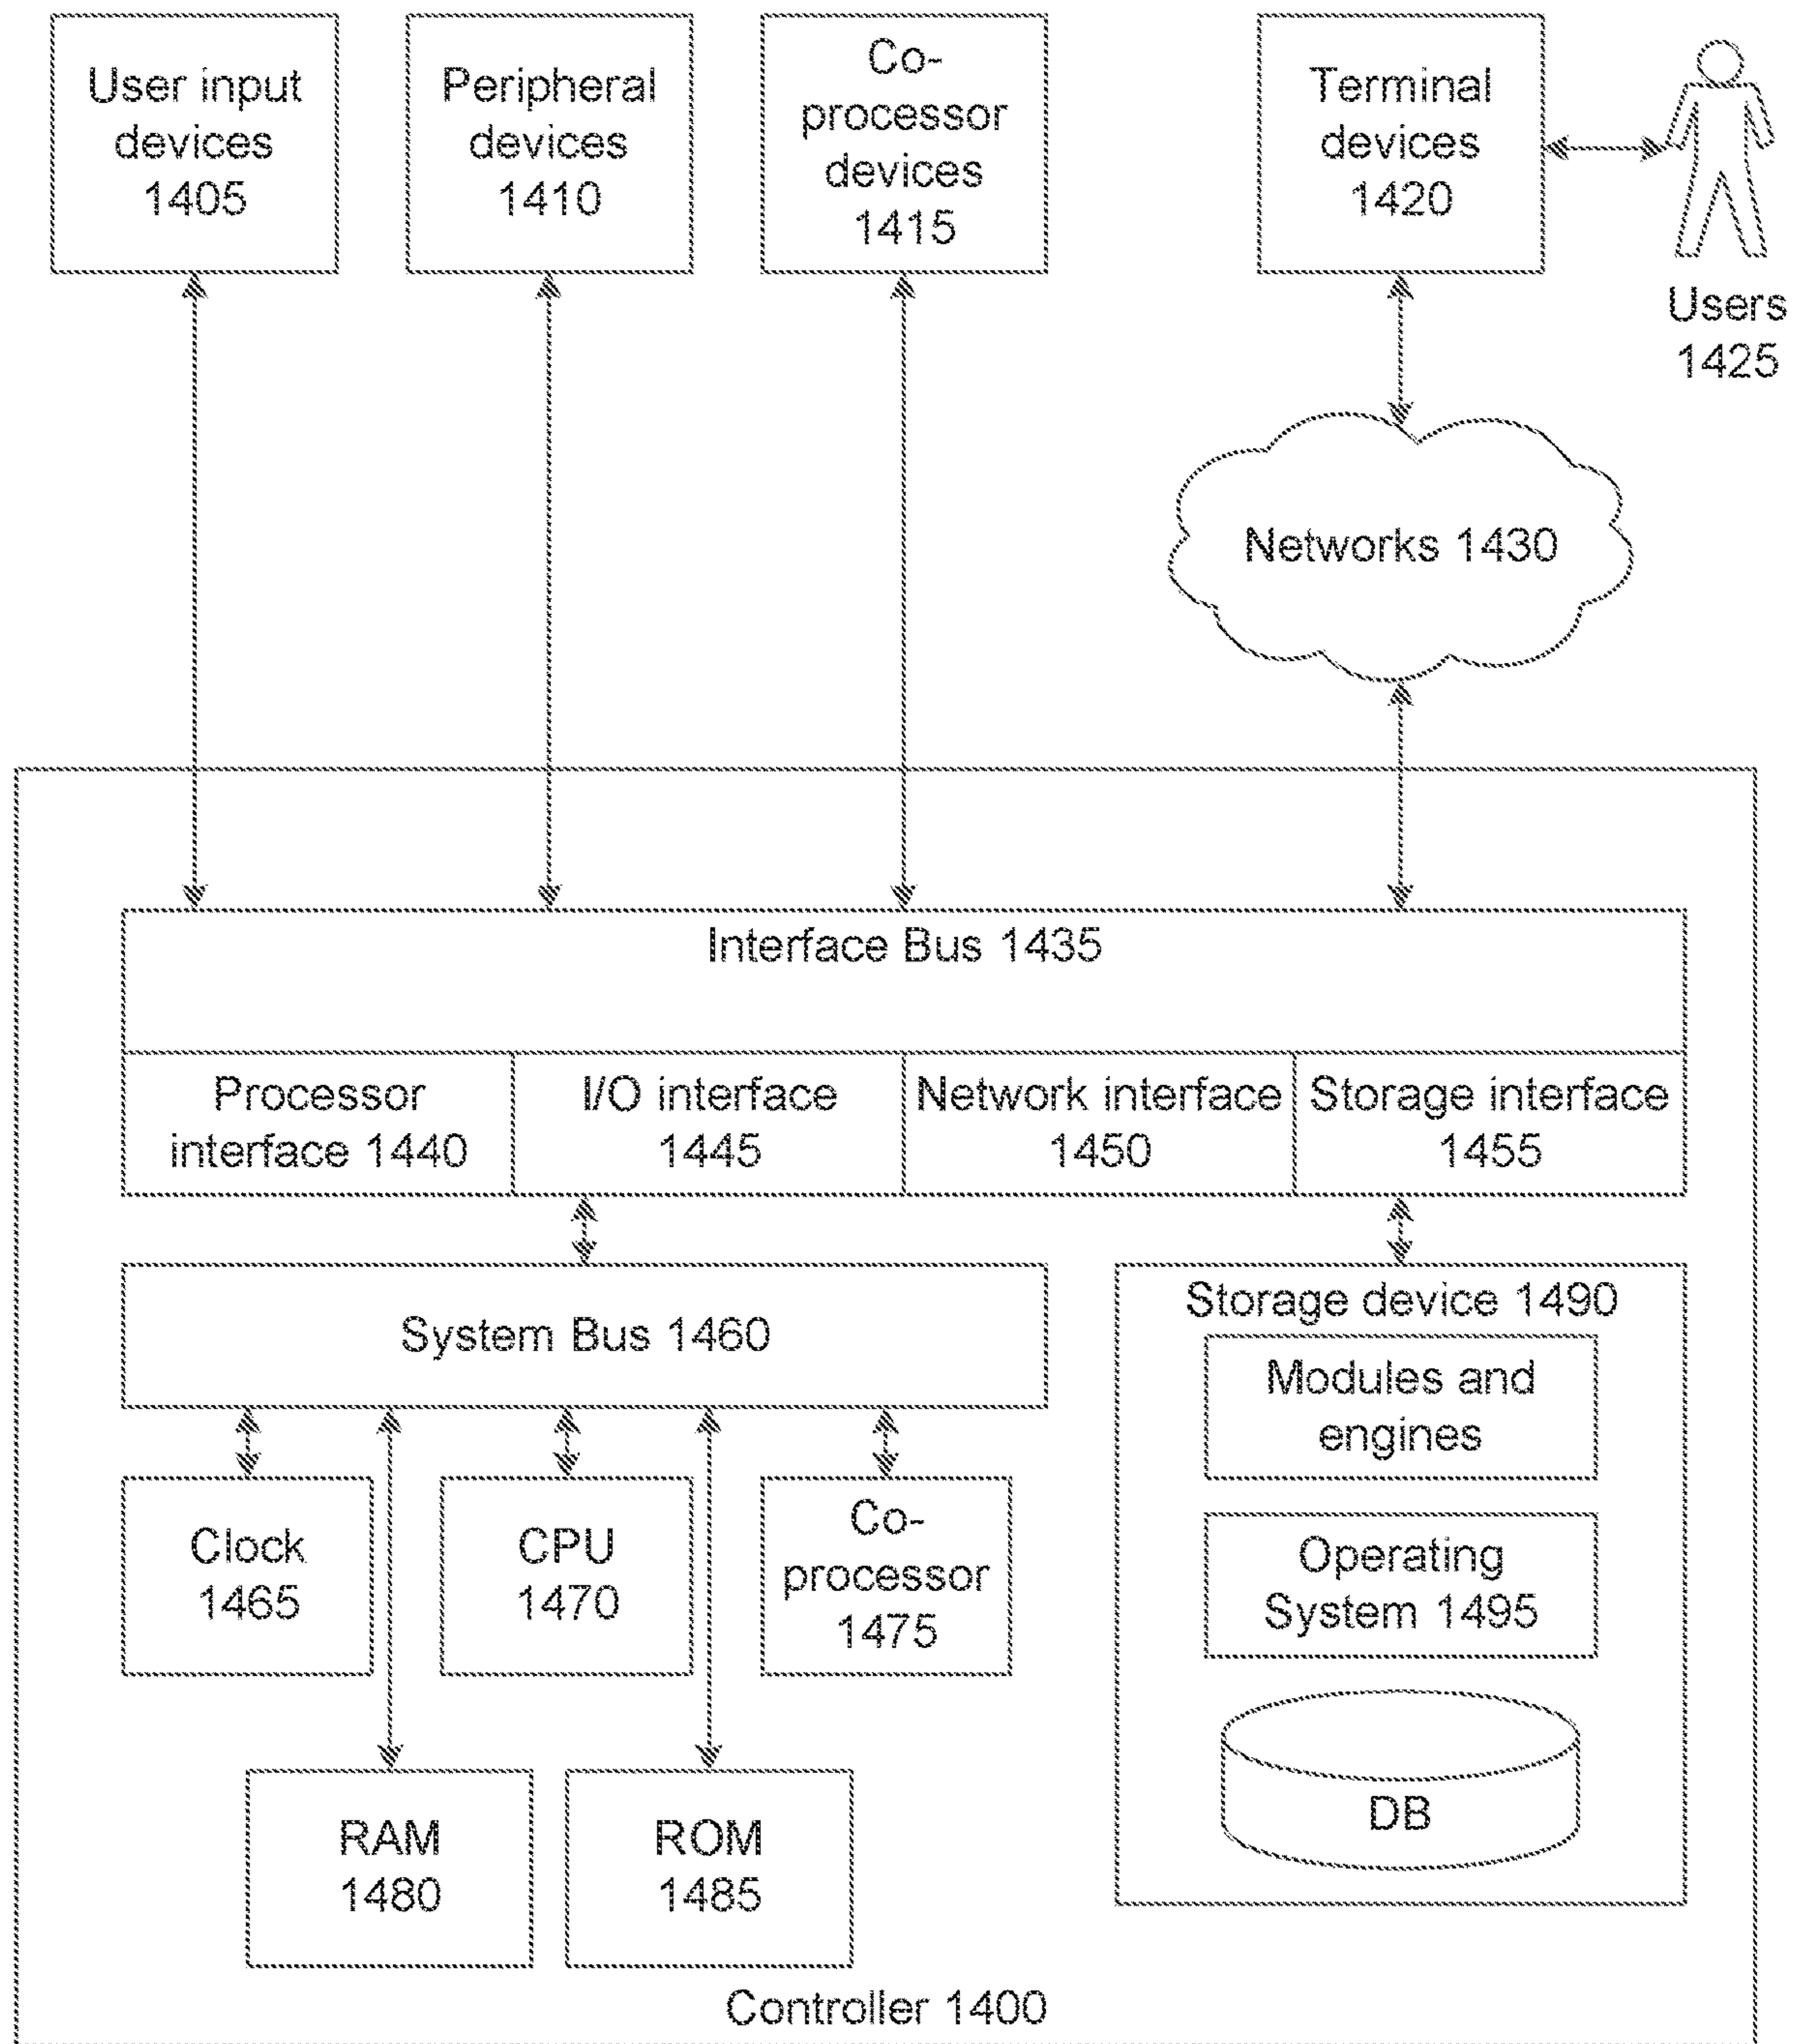 User input
devices
1405
Peripheral
devices
1410
Co-
processor
devices
1415
Terminal
devices
1420
Users
1425
Networks 1430
Interface Bus 1435
Processor
interface 1440
I/O interface
1445
Network interface
1450
Storage interface
1455
System Bus 1460
Storage device 1490
Modules and
engines
Operating
System 1495
DB
Clock
1465
CPU
1470
Co-
processor
1475
RAM
1480
ROM
1485
Controller 1400